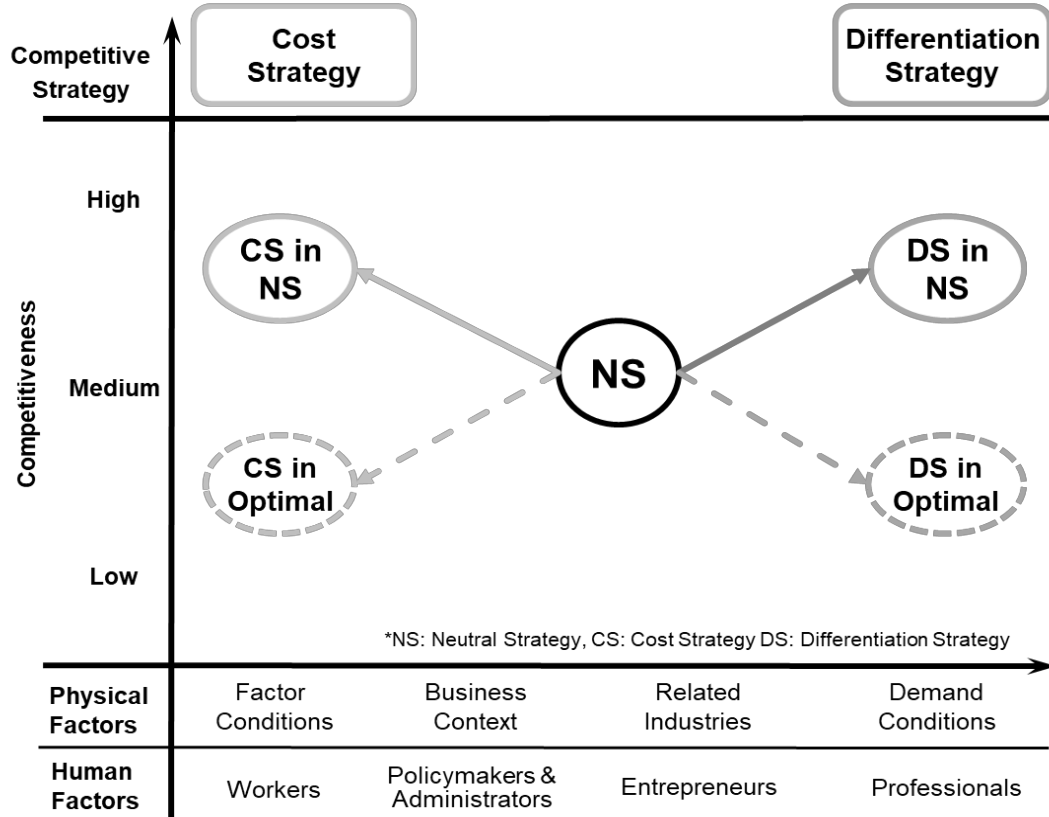 Competitive
Strategy
Cost
Strategy
Differentiation
Strategy
Competitiveness
High
Medium
Low
CS in
NS
DS in
NS
NS
CS in
Optimal
DS in
Optimal
*NS: Neutral Strategy, CS: Cost Strategy DS: Differentiation Strategy
Physical
Factors
Factor
Conditions
Business
Context
Related
Industries
Demand
Conditions
Human
Factors
Workers
Policymakers &
Administrators
Entrepreneurs
Professionals